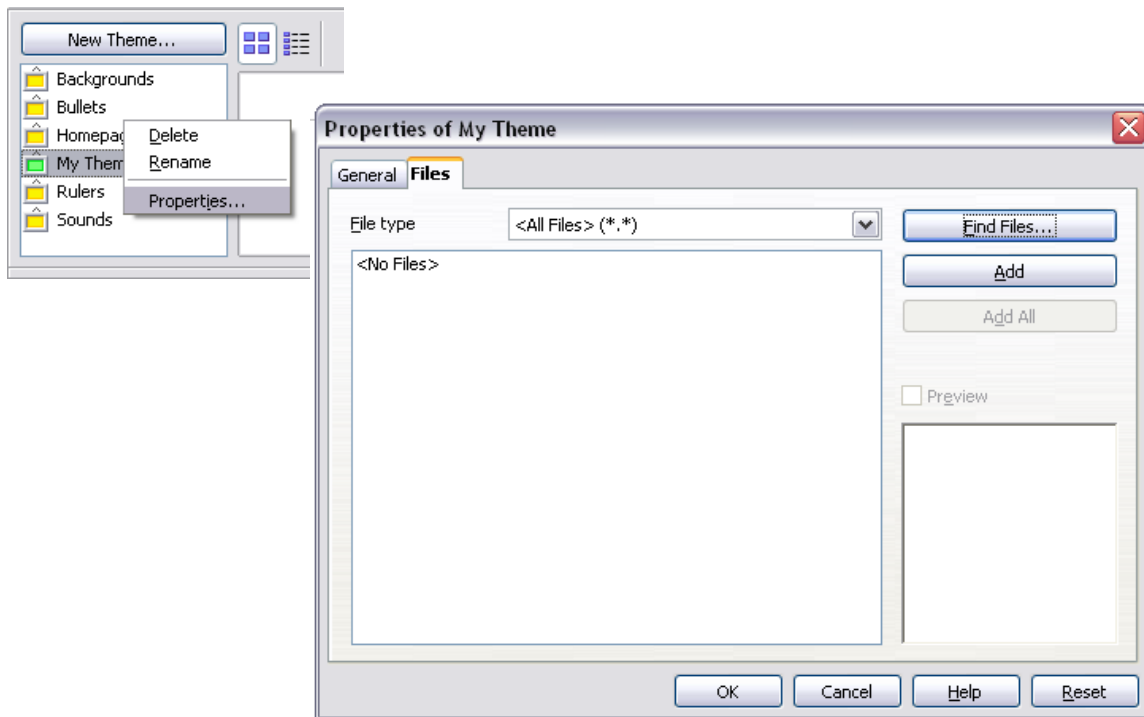 New Theme...
Backgrounds
Bullets
Homepag
My Them
Rulers
Sounds
Delete
Rename
Properties...
Properties of My Theme
General Files
File type <All Files> (*.*) Find Files...
<No Files>
Add
Add All
Preview
OK Cancel Help Reset